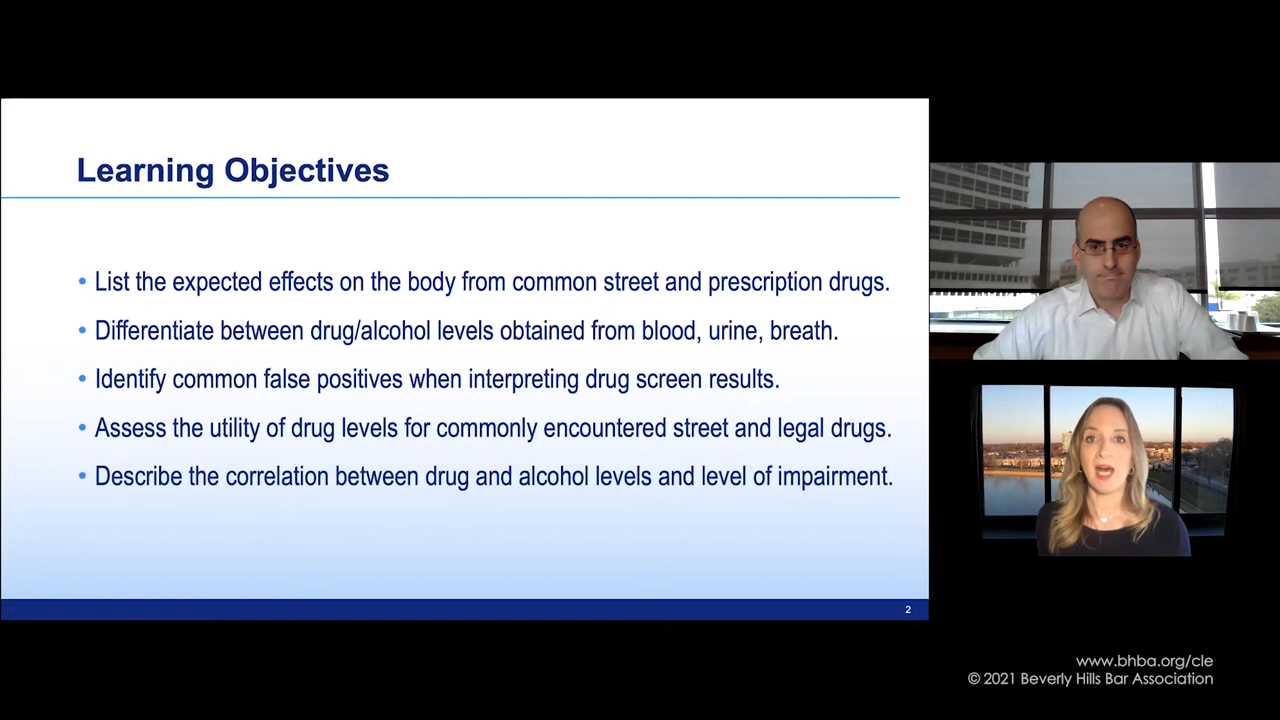 Learning Objectives
• List the expected effects on the body from common street and prescription drugs.
• Differentiate between drug/alcohol levels obtained from blood, urine, breath.
• Identify common false positives when interpreting drug screen results.
• Assess the utility of drug levels for commonly encountered street and legal drugs.
• Describe the correlation between drug and alcohol levels and level of impairment.
2
www.bhba.org/cle
© 2021 Beverly Hills Bar Association